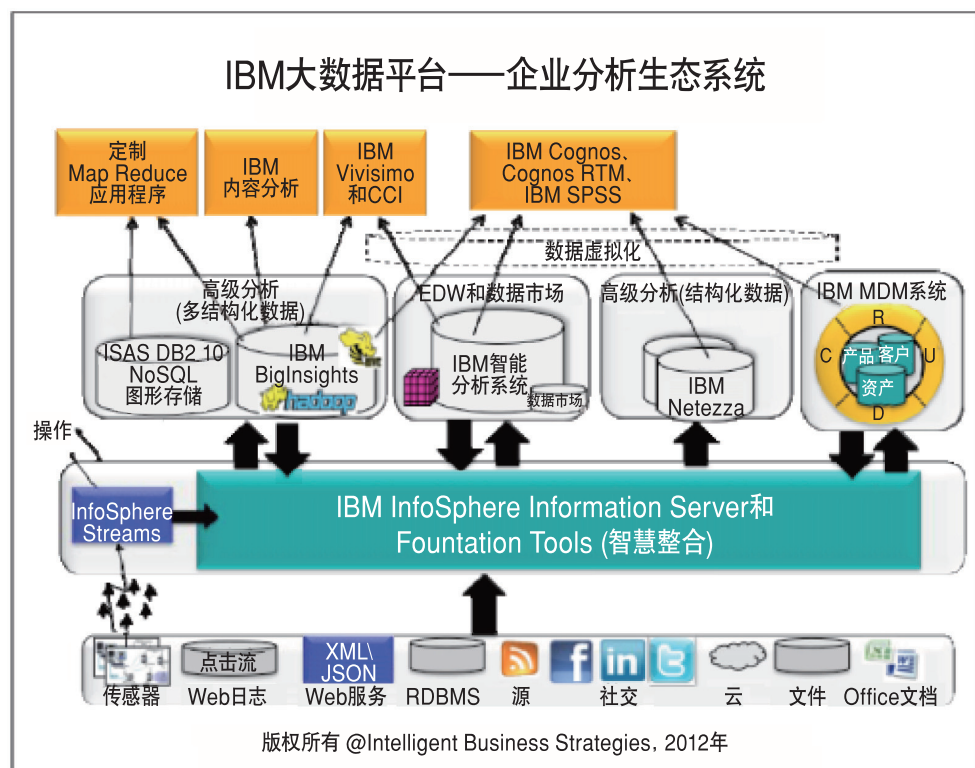 IBM大数据平台——企业分析生态系统
定制
Map Reduce
应用程序
IBM
内容分析
IBM
Vivisimo
和CCI
IBM Cognos、
Cognos RTM、
IBM SPSS
数据虚拟化
高级分析
(多结构化数据)
ISAS DB2 10
NoSQL
图形存储
IBM
BigInsights
hadoop
EDW和数据市场
IBM智能
分析系统
数据市场
高级分析(结构化数据)
IBM
Netezza
IBM MDM系统
R
C
U
D
产品
客户
资产
操作
InfoSphere
Streams
IBM InfoSphere Information Server和
Fountation Tools (智慧整合)
传感器
点击流
Web日志
XML\
JSON
Web服务
RDBMS
源
f
in
t
社交
云
文件
Office文档
版权所有 @Intelligent Business Strategies, 2012年